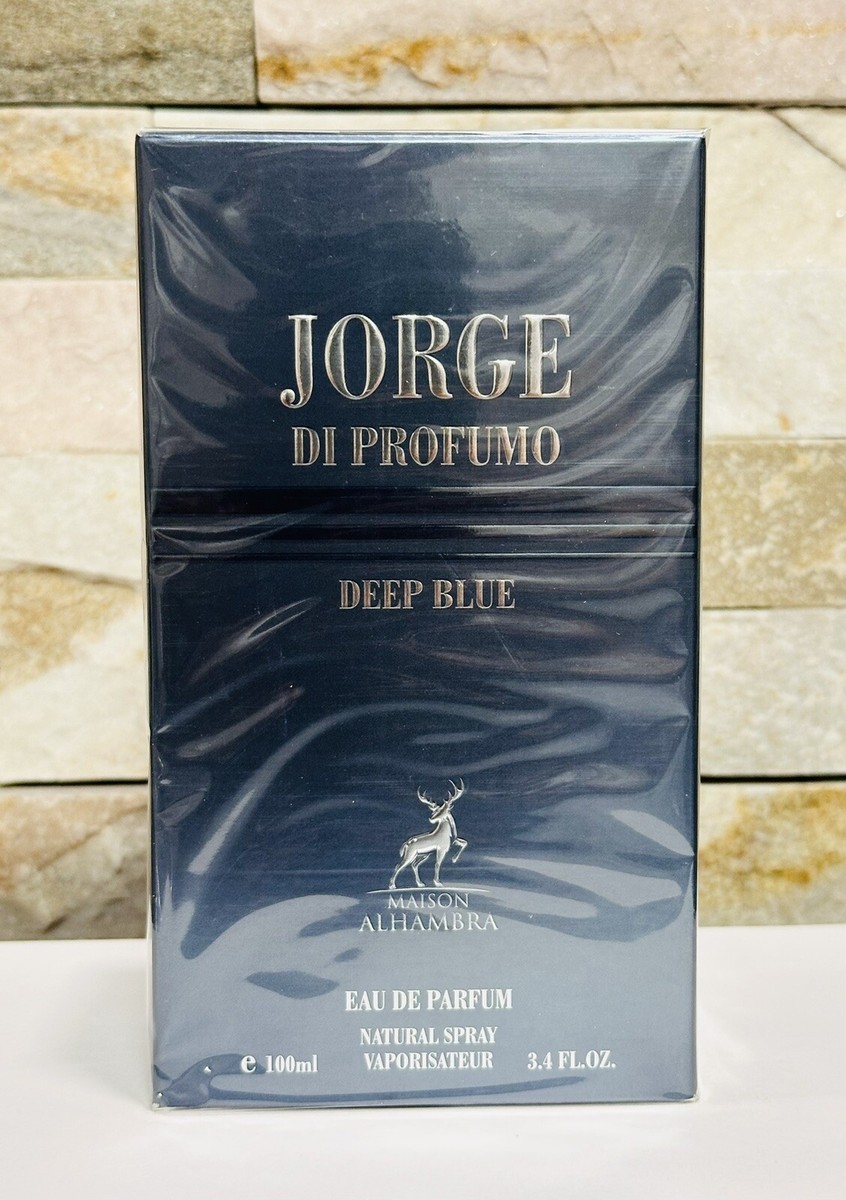 JORGE
DI PROFUMO
DEEP BLUE
MAISON
ALHAMBRA
EAU DE PARFUM
NATURAL SPRAY
℮ 100ml VAPORISATEUR 3.4 FL.OZ.